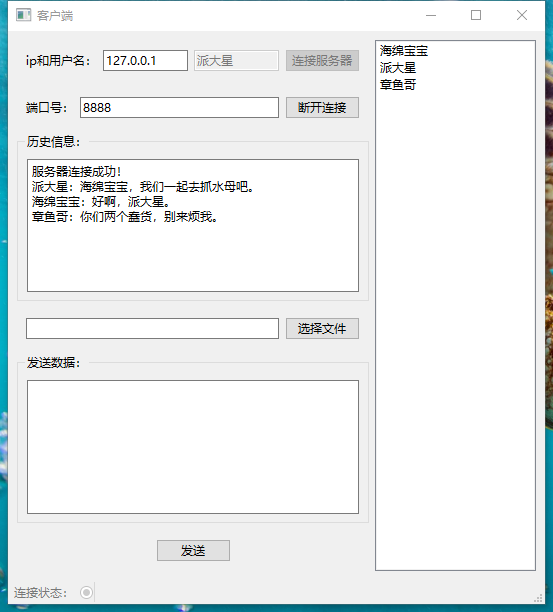 客户端
ip和用户名： 127.0.0.1 派大星 连接服务器
端口号： 8888 断开连接
历史信息：
服务器连接成功！
派大星：海绵宝宝，我们一起去抓水母吧。
海绵宝宝：好啊，派大星。
章鱼哥：你们两个蠢货，别来烦我。
选择文件
发送数据：
发送
连接状态：
海绵宝宝
派大星
章鱼哥